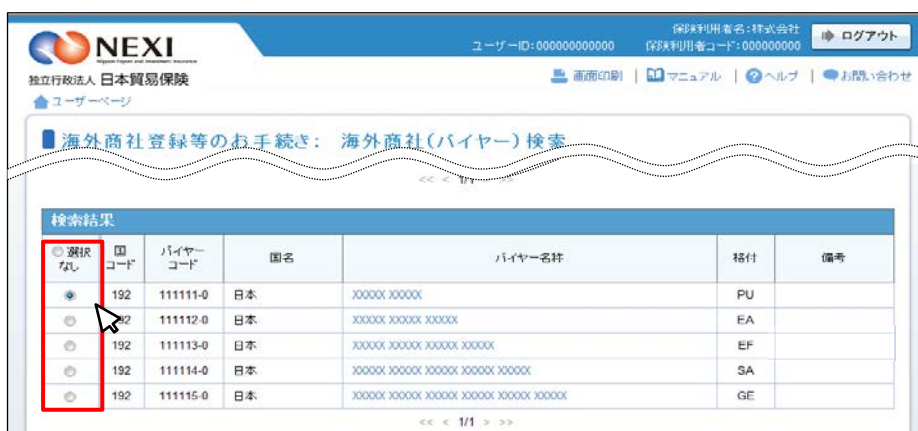 NEXI
Nippon Export and Investment Insurance
独立行政法人 日本貿易保険
ユーザーID:000000000000
保険利用者名:株式会社
保険利用者コード:000000000
ログアウト
画面印刷 | マニュアル | ヘルプ | お問い合わせ
ユーザーページ
海外商社登録等のお手続き: 海外商社(バイヤー)検索
<< < 1/1 > >>
検索結果
選択なし 国コード バイヤーコード 国名 バイヤー名称 格付 備考
192 111111-0 日本 XXXXX XXXXX PU
192 111112-0 日本 XXXXX XXXXX XXXXX EA
192 111113-0 日本 XXXXX XXXXX XXXXX XXXXX EF
192 111114-0 日本 XXXXX XXXXX XXXXX XXXXX XXXXX SA
192 111115-0 日本 XXXXX XXXXX XXXXX XXXXX XXXXX XXXXX GE
<< < 1/1 > >>